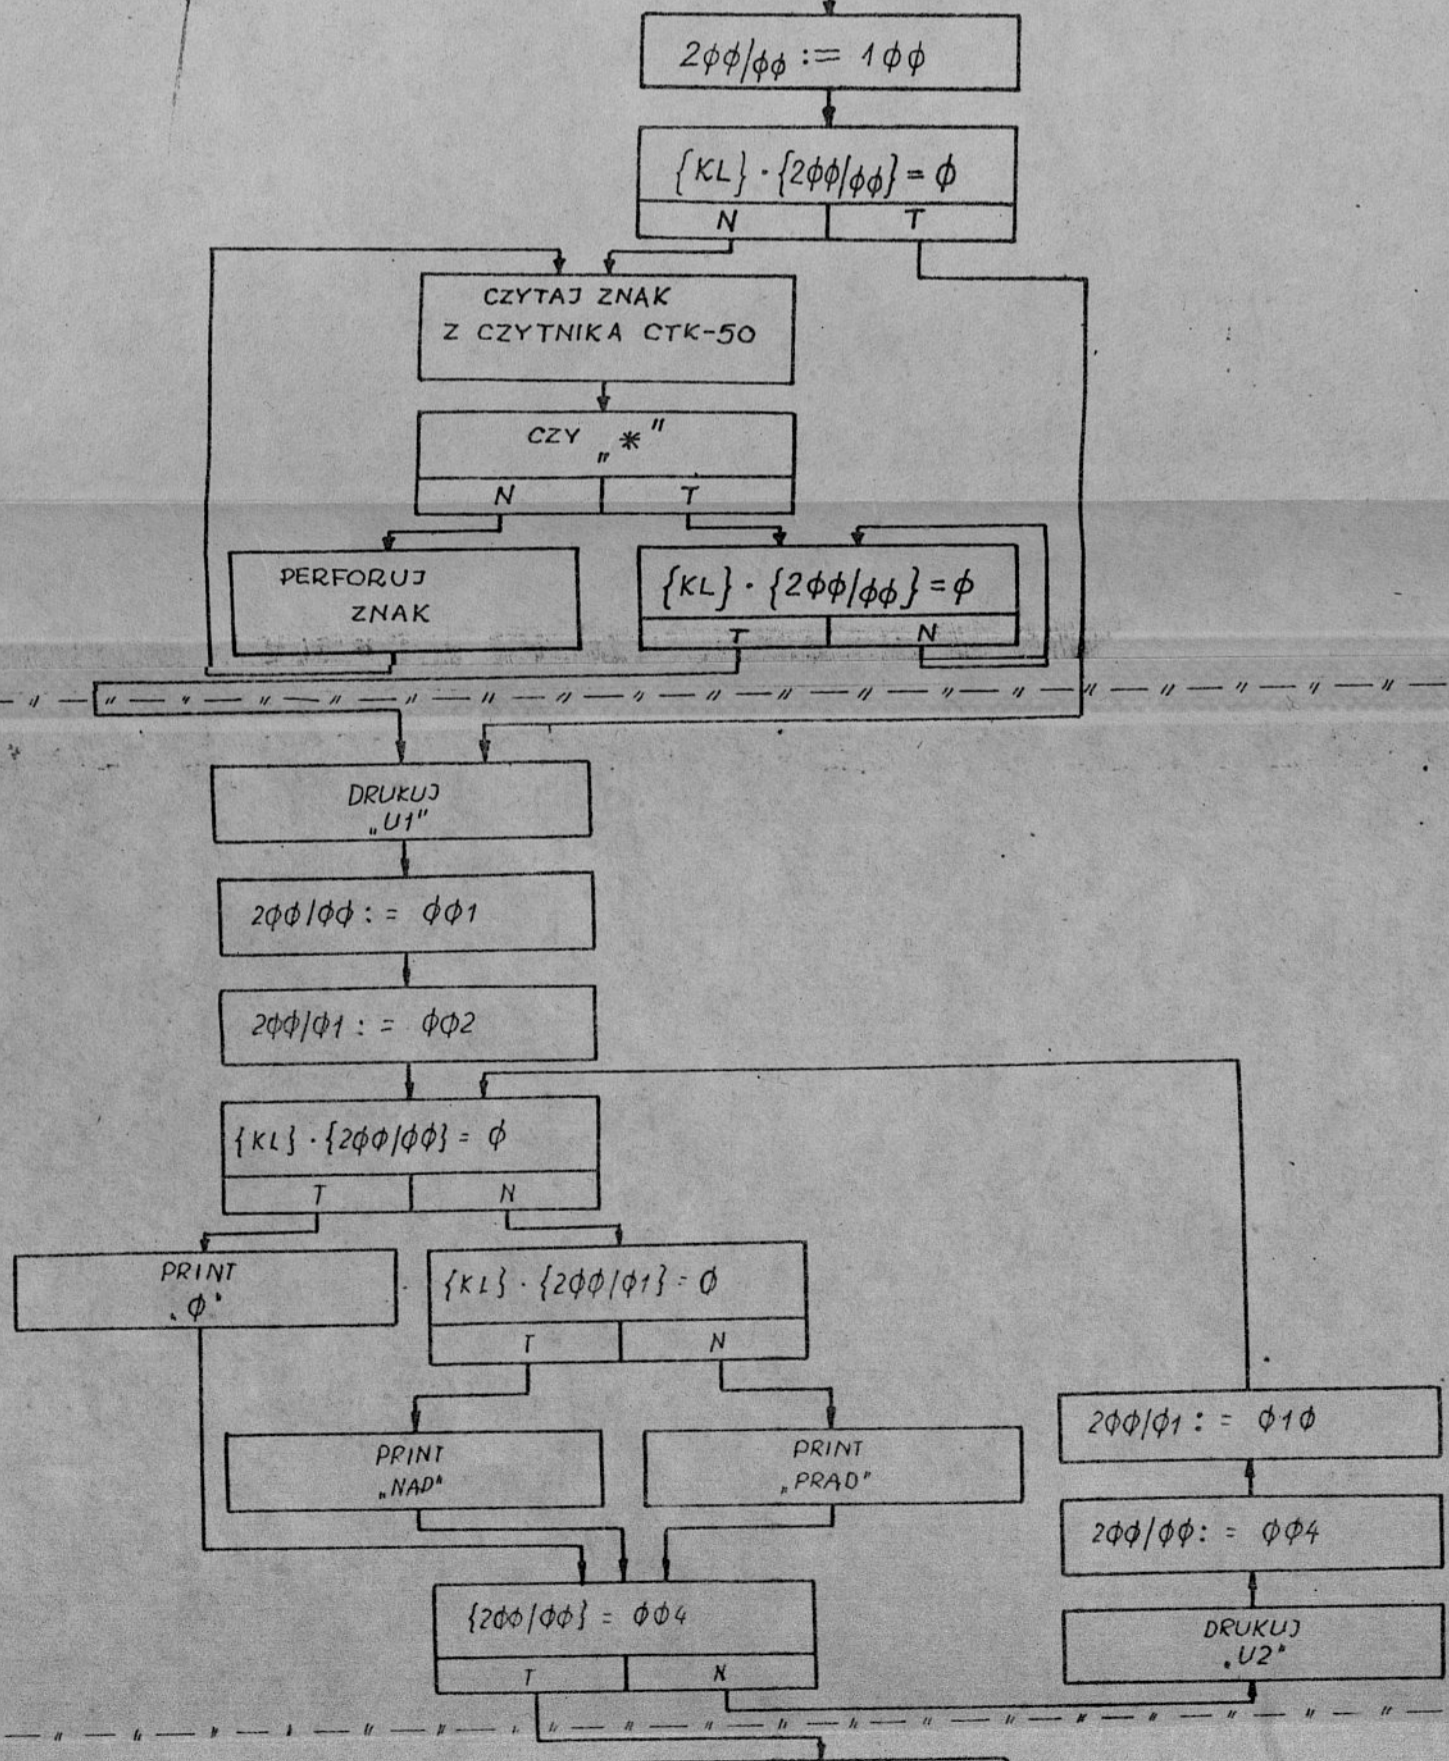 2ϕϕ/ϕϕ := 1ϕϕ
{KL} · {2ϕϕ/ϕϕ} = ϕ
N T
CZYTAJ ZNAK
Z CZYTNIKA CTK-50
CZY „*"
N T
PERFORUJ
ZNAK
{KL} · {2ϕϕ/ϕϕ} = ϕ
T N
DRUKUJ
„U1"
2ϕϕ/ϕϕ : = ϕϕ1
2ϕϕ/ϕ1 : = ϕϕ2
{KL} · {2ϕϕ/ϕϕ} = ϕ
T N
PRINT
„ϕ"
{KL} · {2ϕϕ/ϕ1} = ϕ
T N
PRINT
„NAD"
PRINT
„PRAD"
2ϕϕ/ϕ1 : = ϕ1ϕ
2ϕϕ/ϕϕ : = ϕϕ4
DRUKUJ
„U2"
{2ϕϕ/ϕϕ} = ϕϕ4
T N